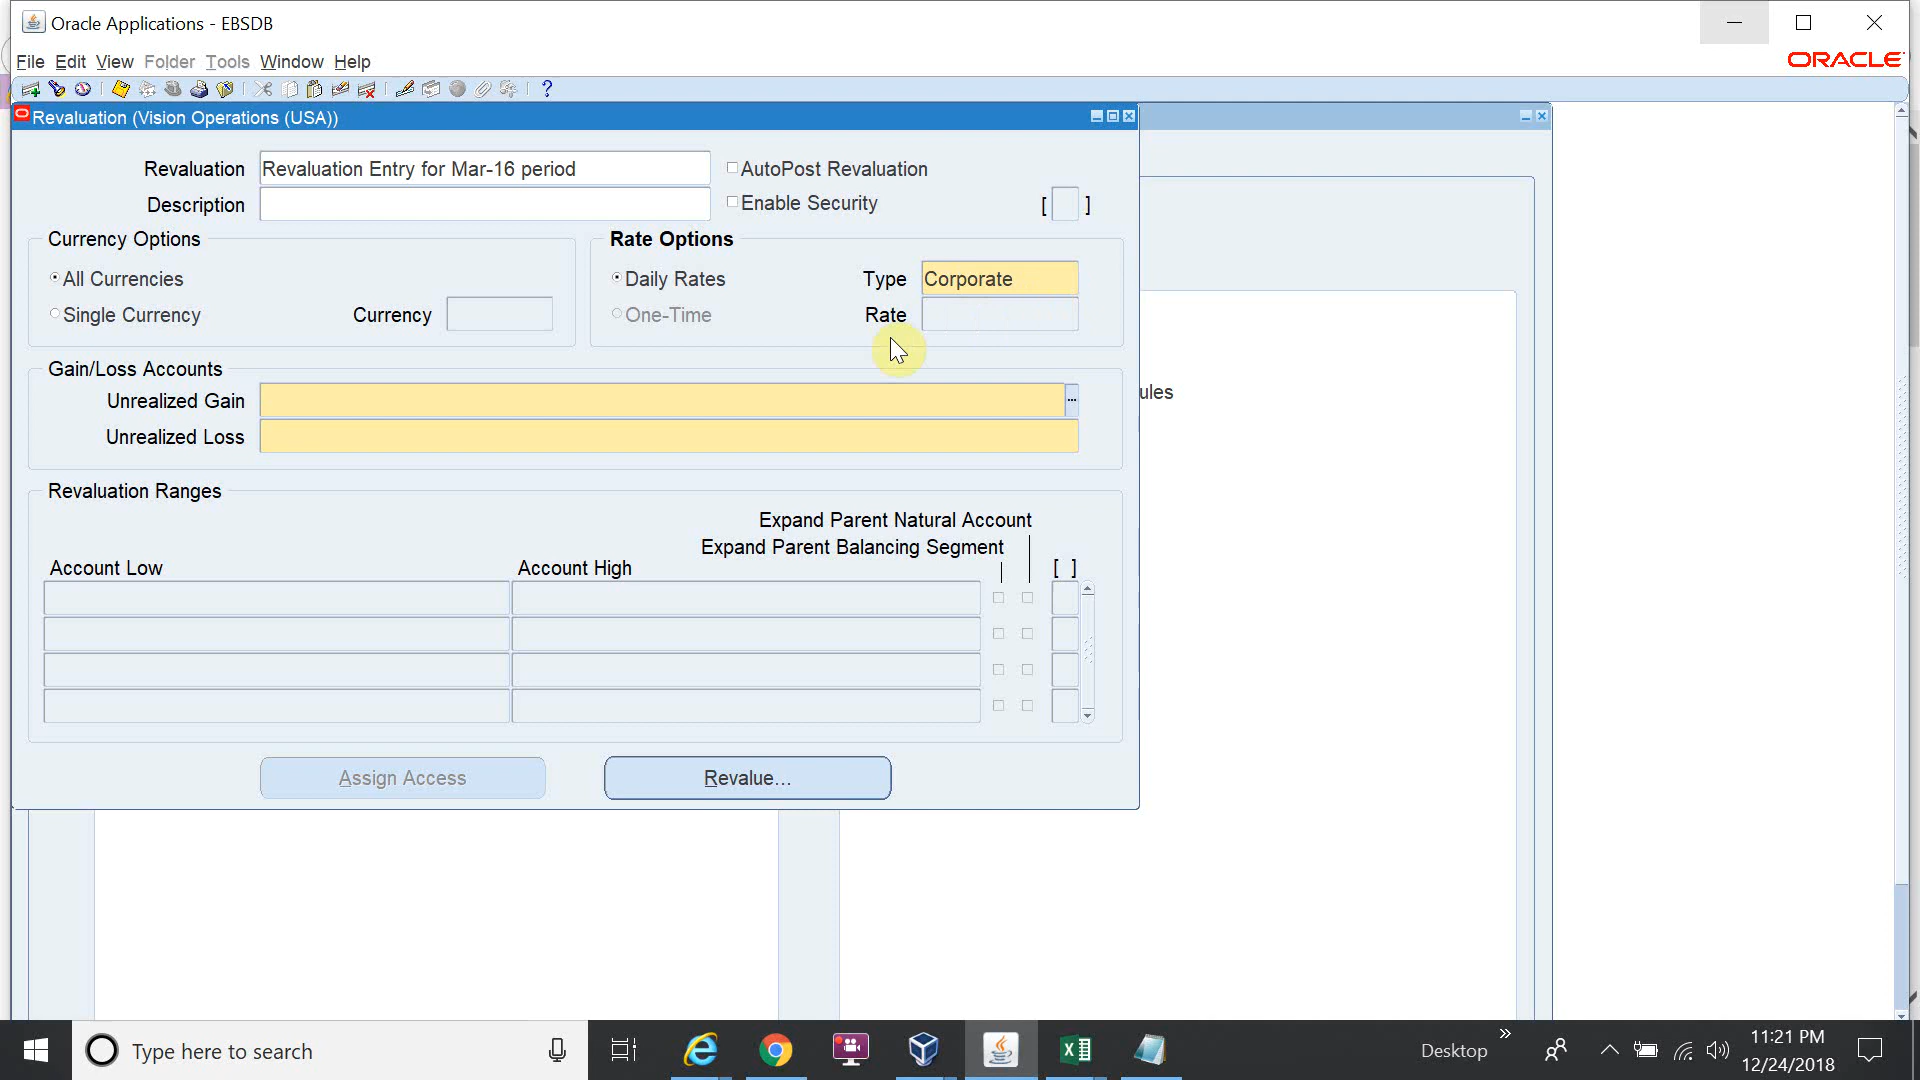 Oracle Applications - EBSDB
File Edit View Folder Tools Window Help
ORACLE
Revaluation (Vision Operations (USA))
Revaluation Revaluation Entry for Mar-16 period AutoPost Revaluation
Description Enable Security [ ]
Currency Options Rate Options
All Currencies Daily Rates Type Corporate
Single Currency Currency One-Time Rate
Gain/Loss Accounts
ules
Unrealized Gain ...
Unrealized Loss
Revaluation Ranges
Expand Parent Natural Account
Expand Parent Balancing Segment
Account Low Account High [ ]
Assign Access Revalue...
Type here to search Desktop 11:21 PM
12/24/2018